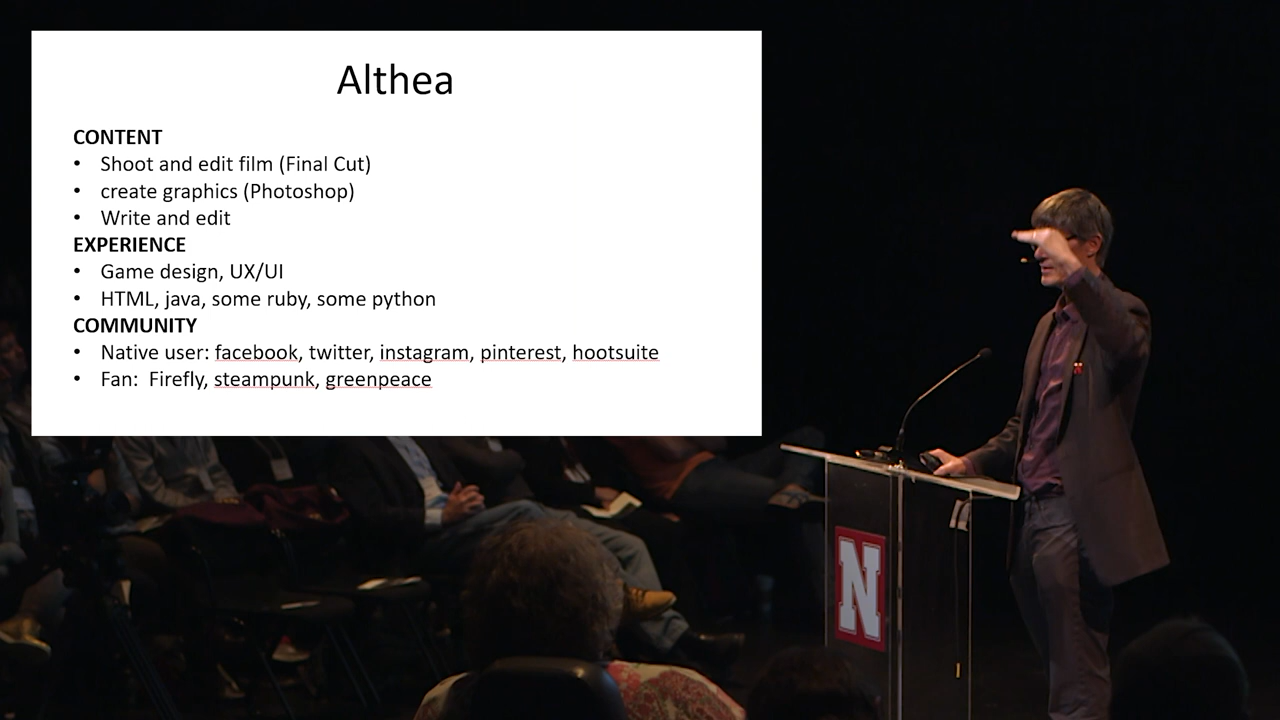 Althea
CONTENT
• Shoot and edit film (Final Cut)
• create graphics (Photoshop)
• Write and edit
EXPERIENCE
• Game design, UX/UI
• HTML, java, some ruby, some python
COMMUNITY
• Native user: facebook, twitter, instagram, pinterest, hootsuite
• Fan:  Firefly, steampunk, greenpeace
N